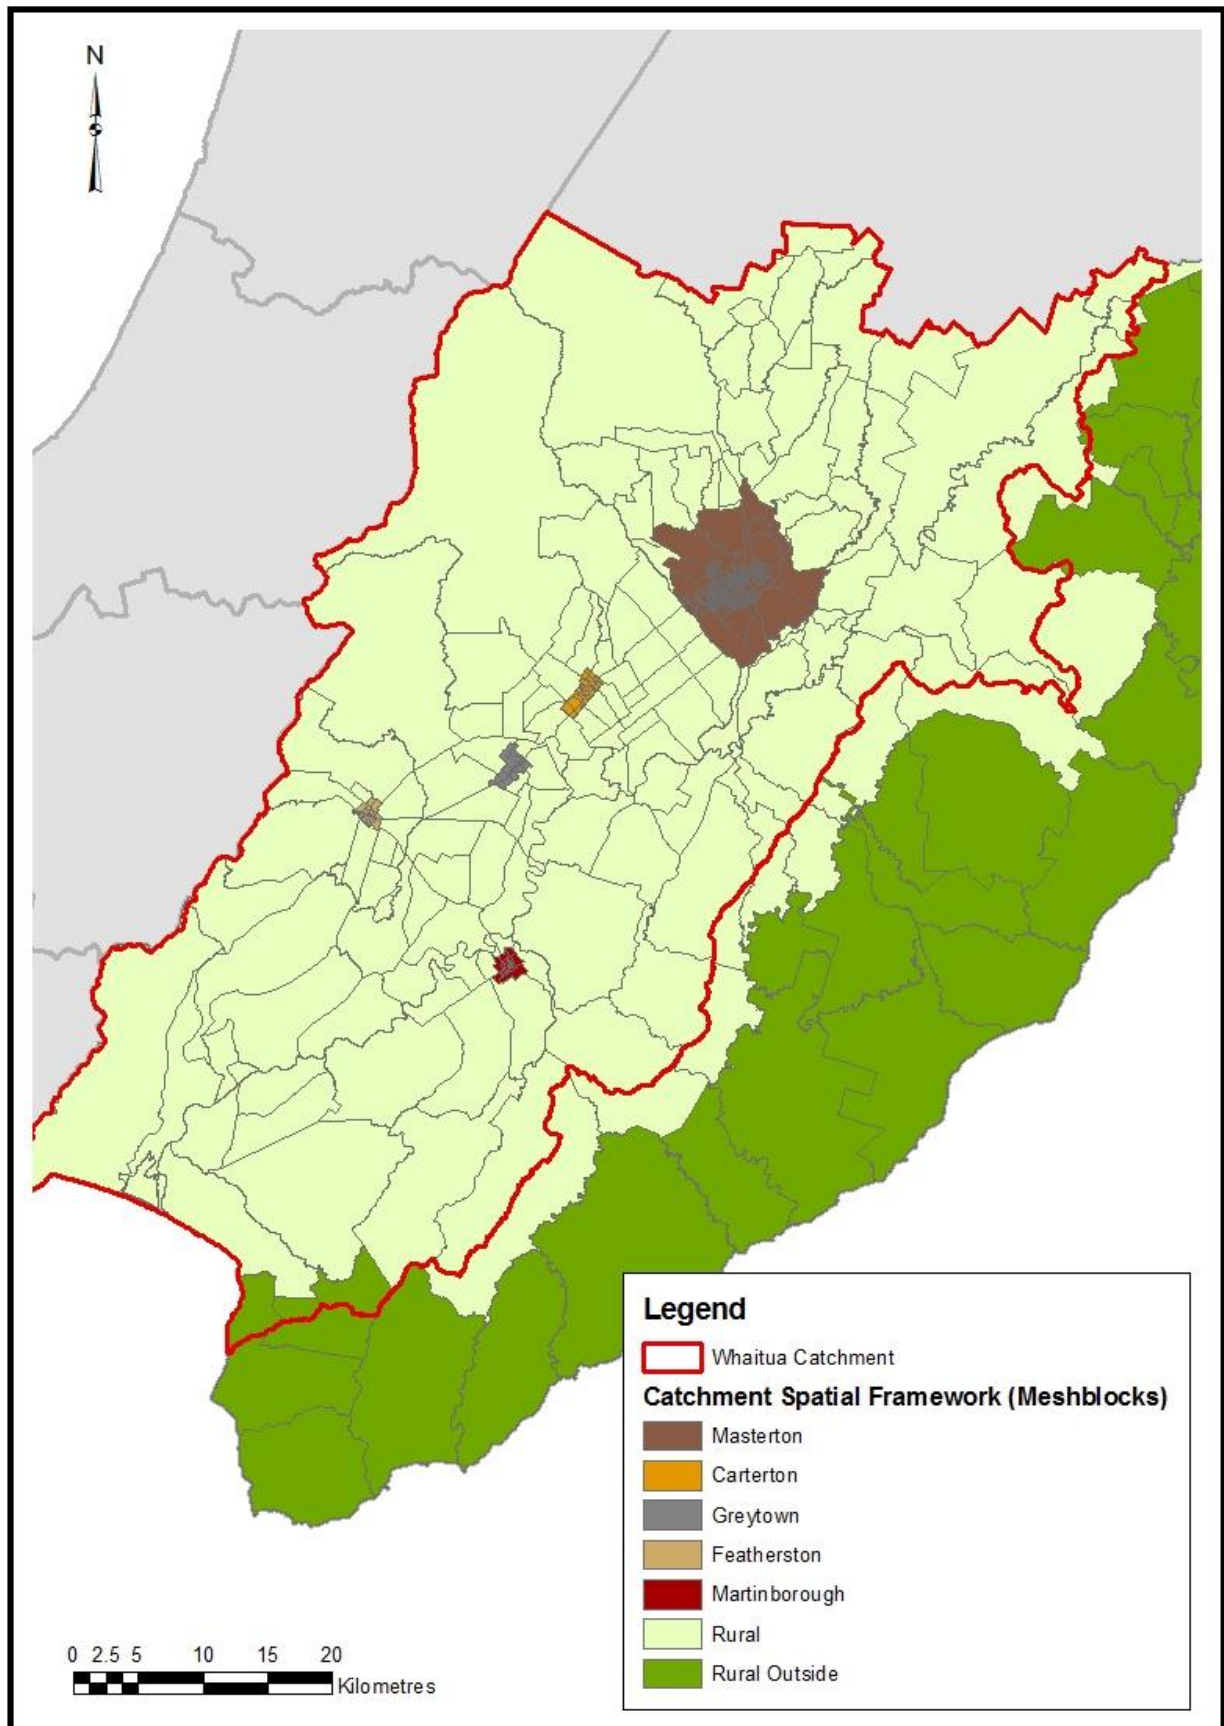 N
Legend
Whaitua Catchment
Catchment Spatial Framework (Meshblocks)
Masterton
Carterton
Greytown
Featherston
Martinborough
Rural
Rural Outside
0 2.5 5 10 15 20
Kilometres